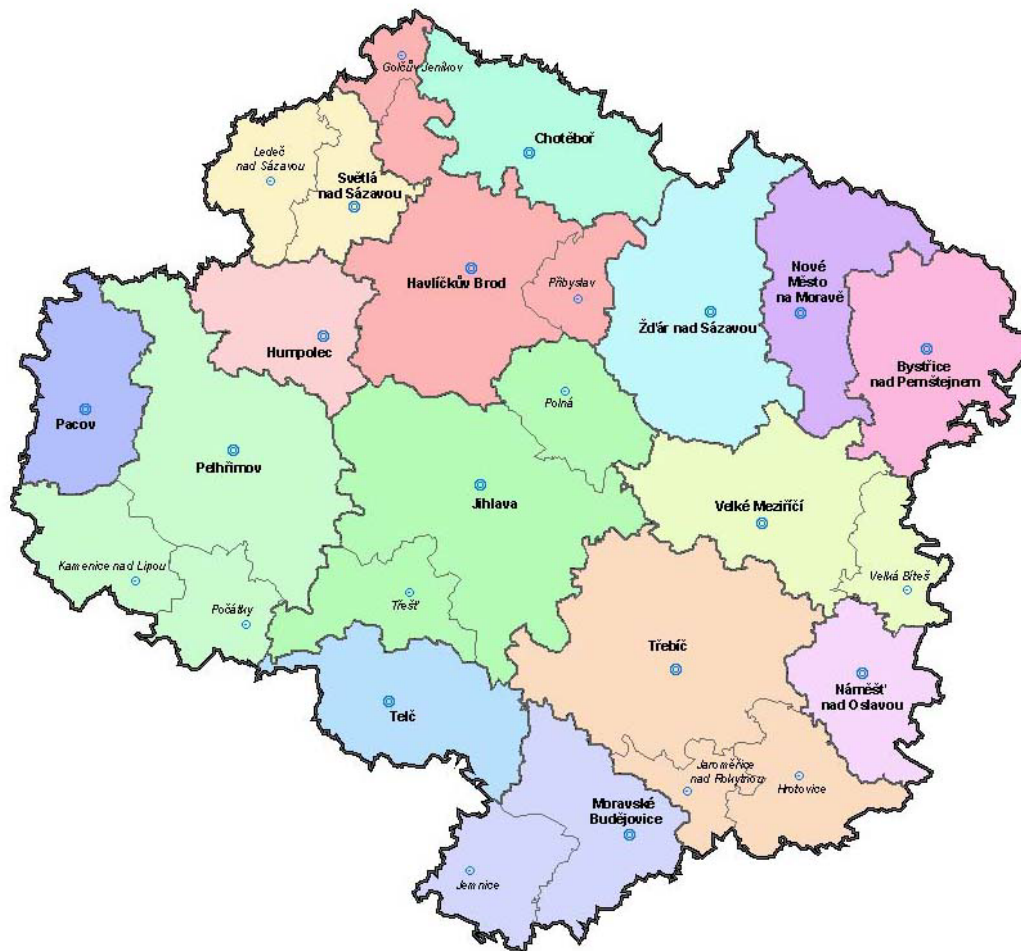 Golčův Jeníkov
Chotěboř
Ledeč
nad Sázavou
Světlá
nad Sázavou
Havlíčkův Brod
Přibyslav
Nové
Město
na Moravě
Žďár nad Sázavou
Humpolec
Bystřice
nad Pernštejnem
Polná
Pacov
Pelhřimov
Jihlava
Velké Meziříčí
Kamenice nad Lipou
Velká Bíteš
Počátky
Třešť
Třebíč
Náměšť
nad Oslavou
Telč
Jaroměřice
nad Rokytnou
Hrotovice
Moravské
Budějovice
Jemnice